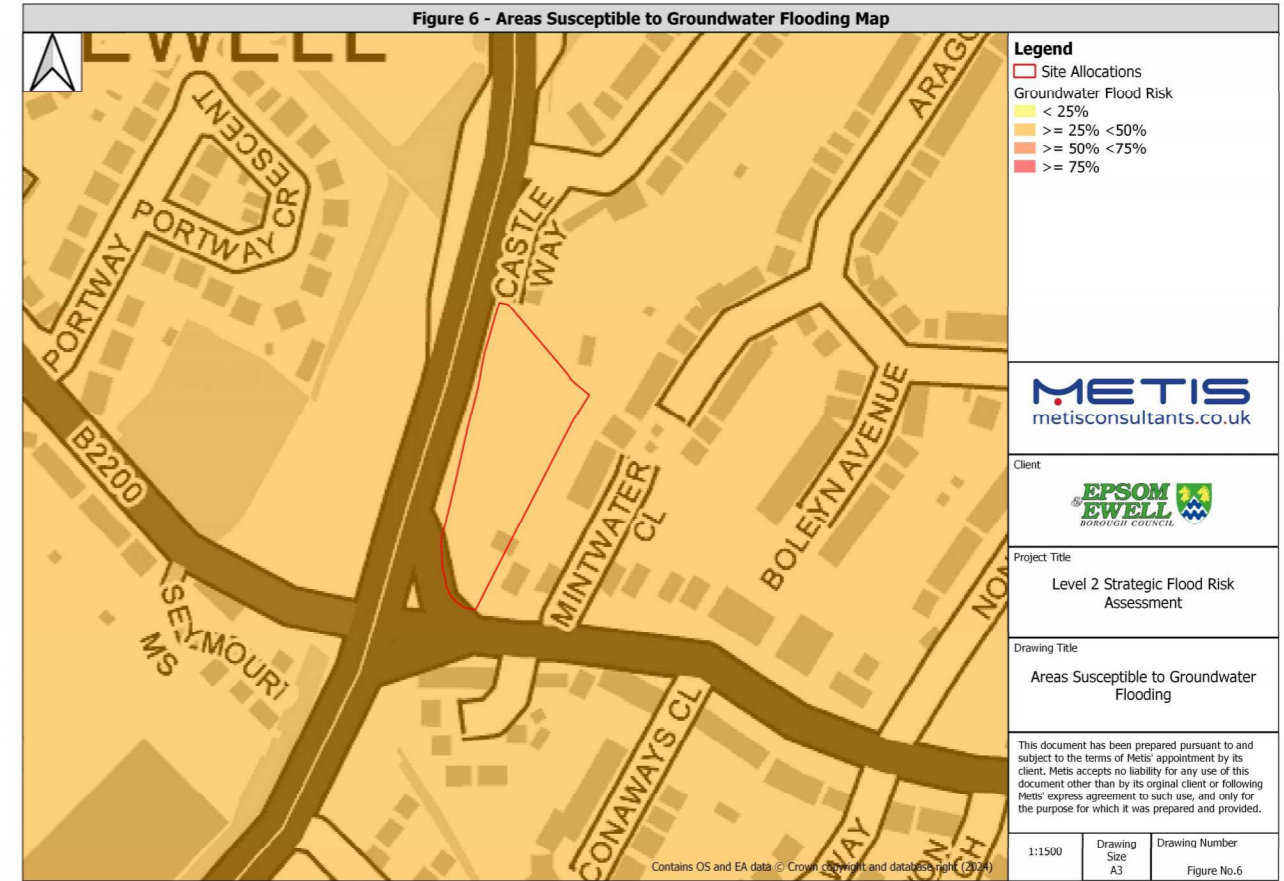 Figure 6 - Areas Susceptible to Groundwater Flooding Map
EWELL
ARAGO
PORTWAY CRESCENT
PORTWAY
CASTLE
WAY
B2200
SEYMOUR
MS
MINTWATER
CL
BOLEYN AVENUE
NON
CONAWAYS CL
WAY
Contains OS and EA data © Crown copyright and database right (2024)
Legend
Site Allocations
Groundwater Flood Risk
< 25%
>= 25% <50%
>= 50% <75%
>= 75%
METIS
metisconsultants.co.uk
Client
EPSOM
& EWELL
BOROUGH COUNCIL
Project Title
Level 2 Strategic Flood Risk
Assessment
Drawing Title
Areas Susceptible to Groundwater
Flooding
This document has been prepared pursuant to and
subject to the terms of Metis' appointment by its
client. Metis accepts no liability for any use of this
document other than by its orginal client or following
Metis' express agreement to such use, and only for
the purpose for which it was prepared and provided.
1:1500
Drawing
Size
A3
Drawing Number
Figure No.6